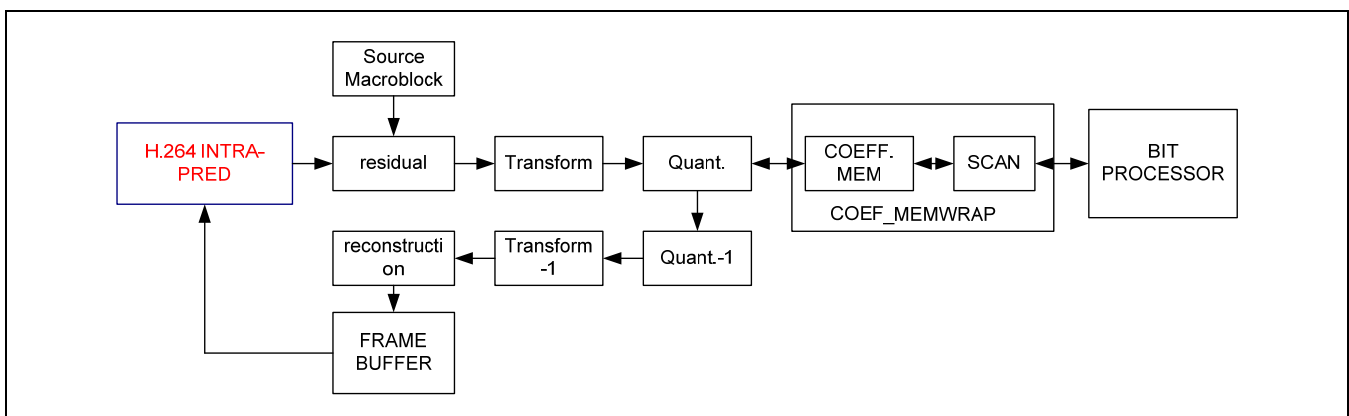 Source
Macroblock
H.264 INTRA-
PRED
residual
Transform
Quant.
COEFF.
MEM
SCAN
COEF_MEMWRAP
BIT
PROCESSOR
reconstructi
on
Transform
-1
Quant.-1
FRAME
BUFFER